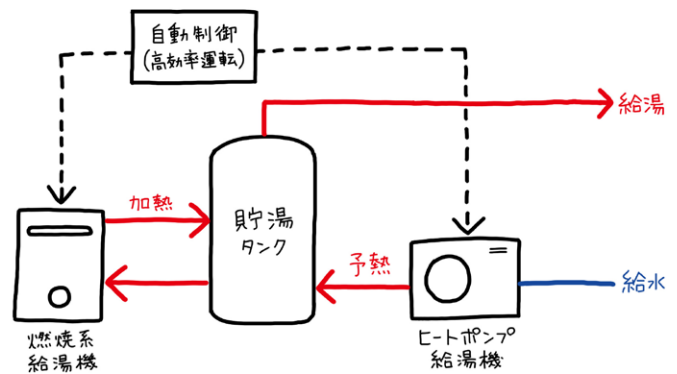 自動制御
(高効率運転)
給湯
加熱
貯湯
タンク
予熱
給水
燃焼系
給湯機
ヒートポンプ
給湯機